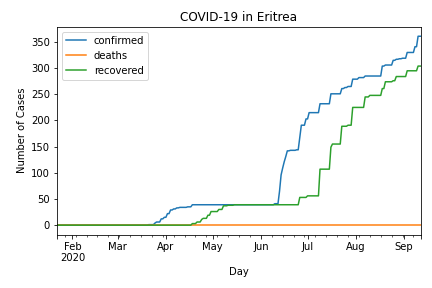 COVID-19 in Eritrea
confirmed
deaths
recovered
Number of Cases
350
300
250
200
150
100
50
0
Feb Mar Apr May Jun Jul Aug Sep
2020
Day